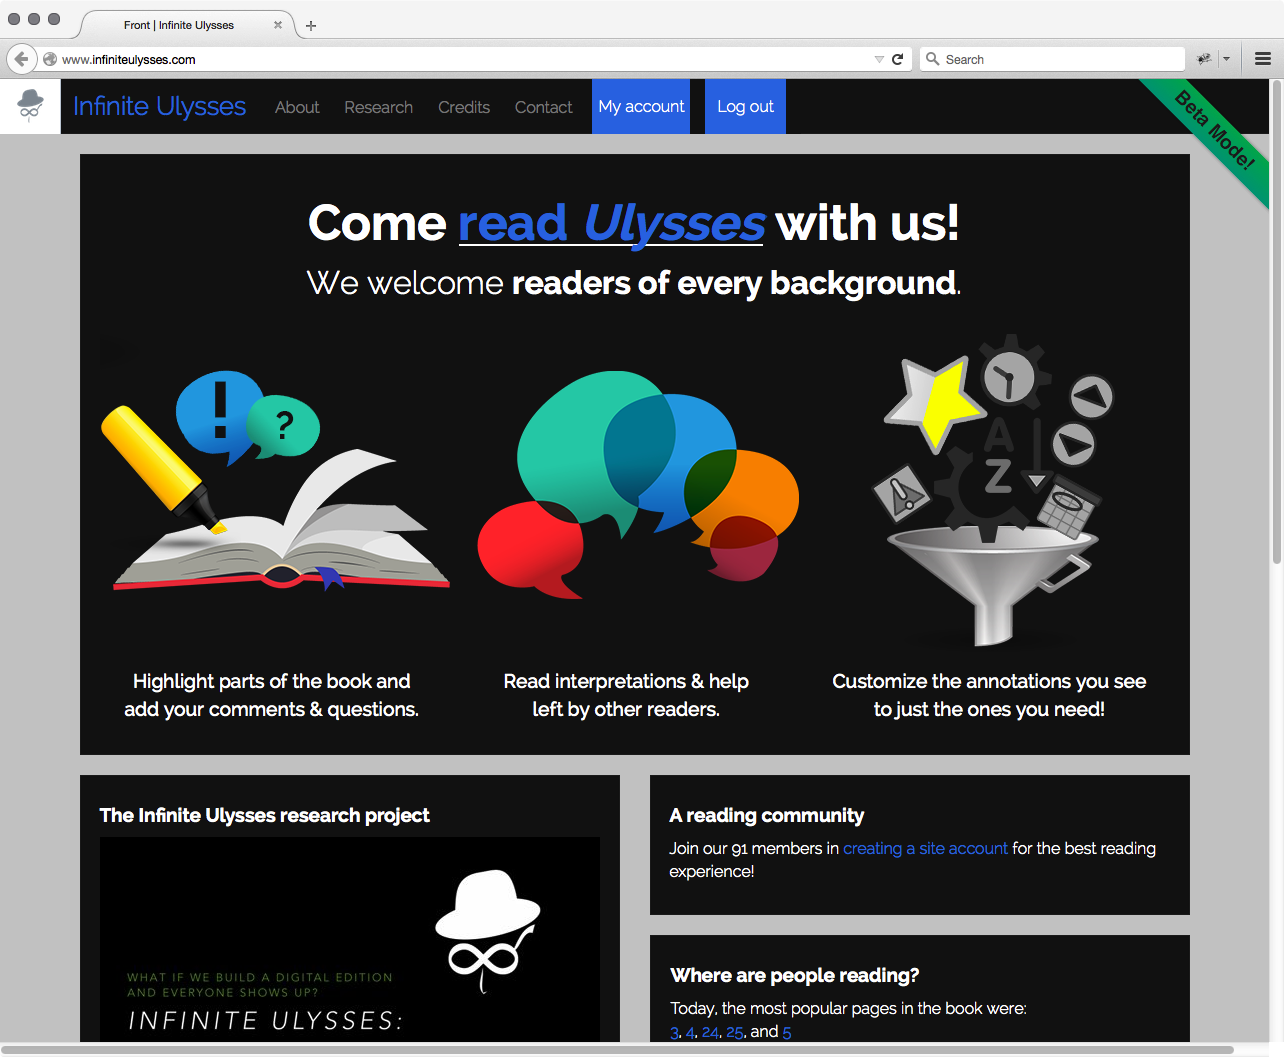 Front | Infinite Ulysses
www.infiniteulysses.com
Search
Infinite Ulysses
About
Research
Credits
Contact
My account
Log out
Beta Mode!
Come read Ulysses with us!
We welcome readers of every background.
!
?
A
Z
Highlight parts of the book and
add your comments & questions.
Read interpretations & help
left by other readers.
Customize the annotations you see
to just the ones you need!
The Infinite Ulysses research project
WHAT IF WE BUILD A DIGITAL EDITION
AND EVERYONE SHOWS UP?
INFINITE ULYSSES:
A reading community
Join our 91 members in creating a site account for the best reading
experience!
Where are people reading?
Today, the most popular pages in the book were:
3, 4, 24, 25, and 5